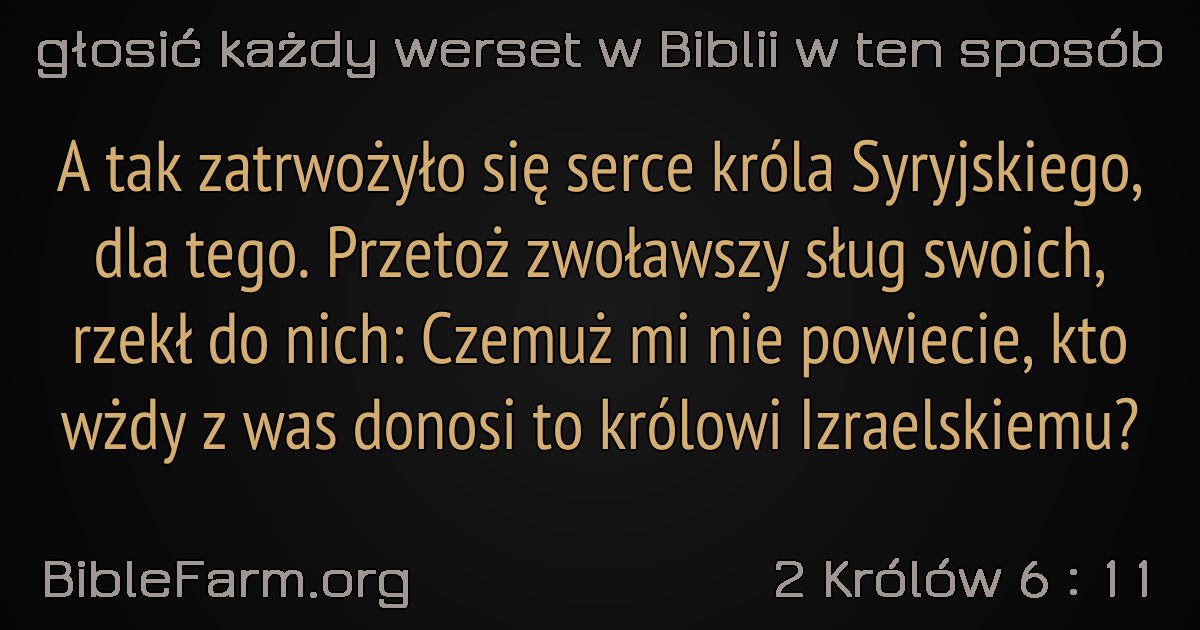 głosić każdy werset w Biblii w ten sposób
A tak zatrwożyło się serce króla Syryjskiego,
dla tego. Przetoż zwoławszy sług swoich,
rzekł do nich: Czemuż mi nie powiecie, kto
wżdy z was donosi to królowi Izraelskiemu?
BibleFarm.org
2 Królów 6 : 11